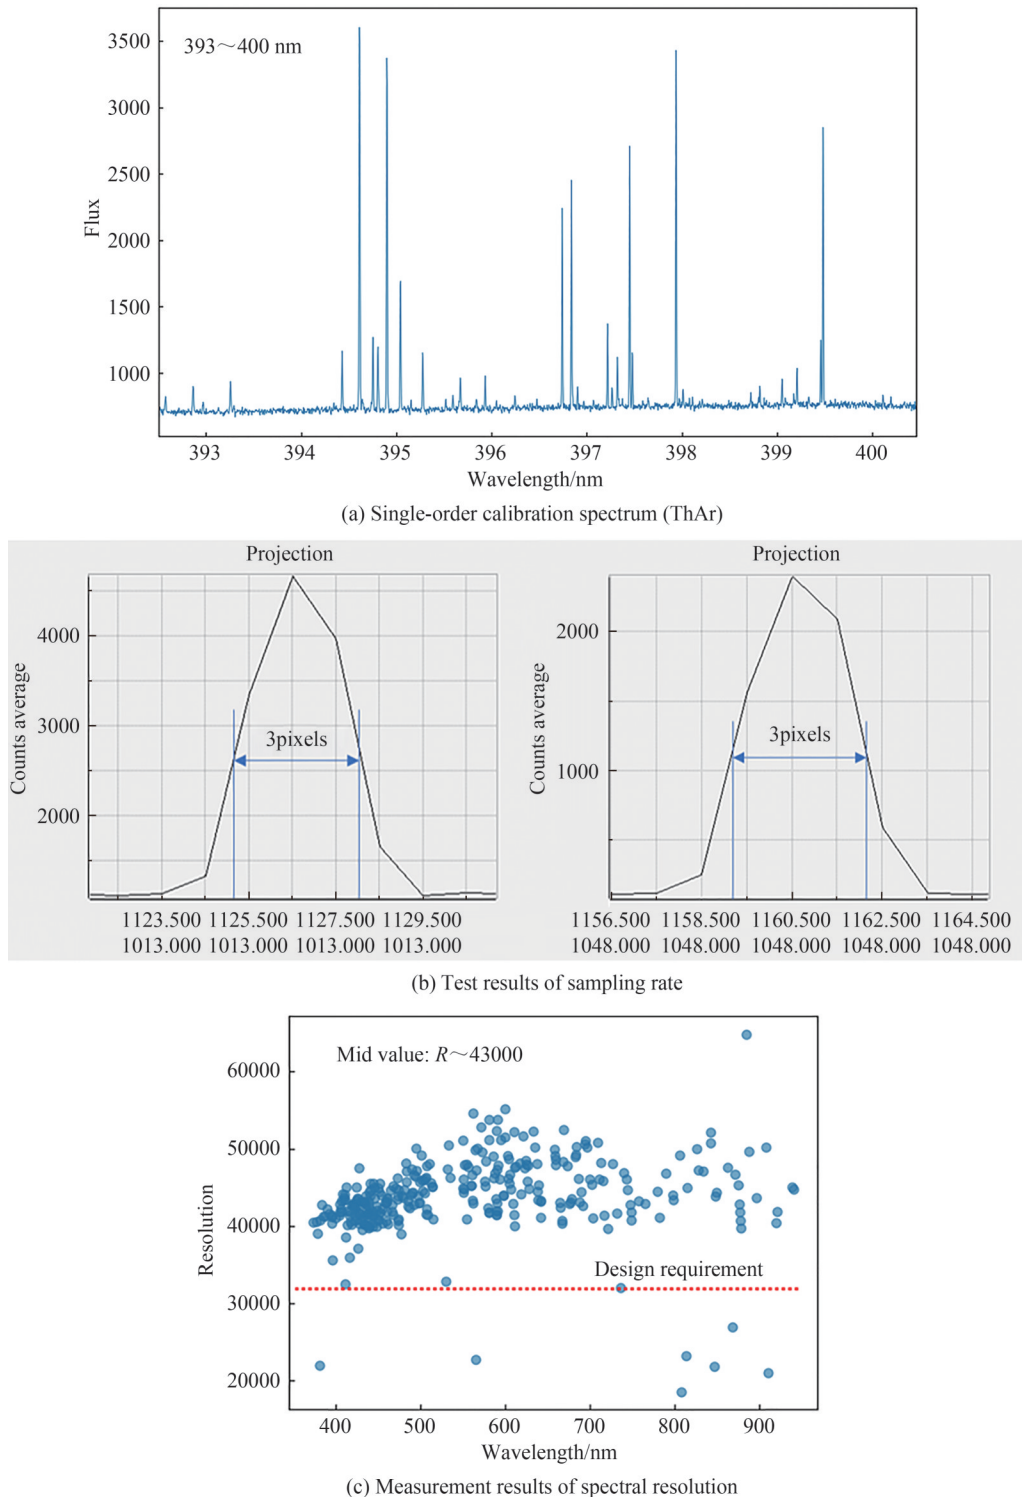 393～400 nm
3500
3000
2500
2000
1500
1000
Flux
393 394 395 396 397 398 399 400
Wavelength/nm
(a) Single-order calibration spectrum (ThAr)
Projection
4000
3000
2000
Counts average
3pixels
1123.500 1125.500 1127.500 1129.500
1013.000 1013.000 1013.000 1013.000
Projection
2000
1000
Counts average
3pixels
1156.500 1158.500 1160.500 1162.500 1164.500
1048.000 1048.000 1048.000 1048.000 1048.000
(b) Test results of sampling rate
Mid value: R～43000
60000
50000
40000
30000
20000
Resolution
Design requirement
400 500 600 700 800 900
Wavelength/nm
(c) Measurement results of spectral resolution